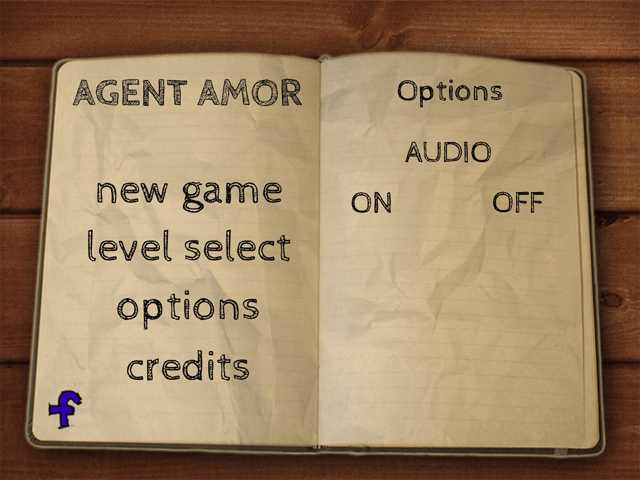 AGENT AMOR
new game
level select
options
credits
f
Options
AUDIO
ON OFF